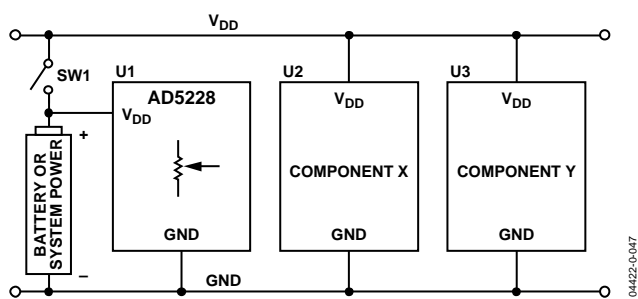 VDD
SW1
U1
U2
U3
AD5228
VDD
VDD
VDD
+
BATTERY OR
SYSTEM POWER
COMPONENT X
COMPONENT Y
GND
GND
GND
–
GND
04422-0-047